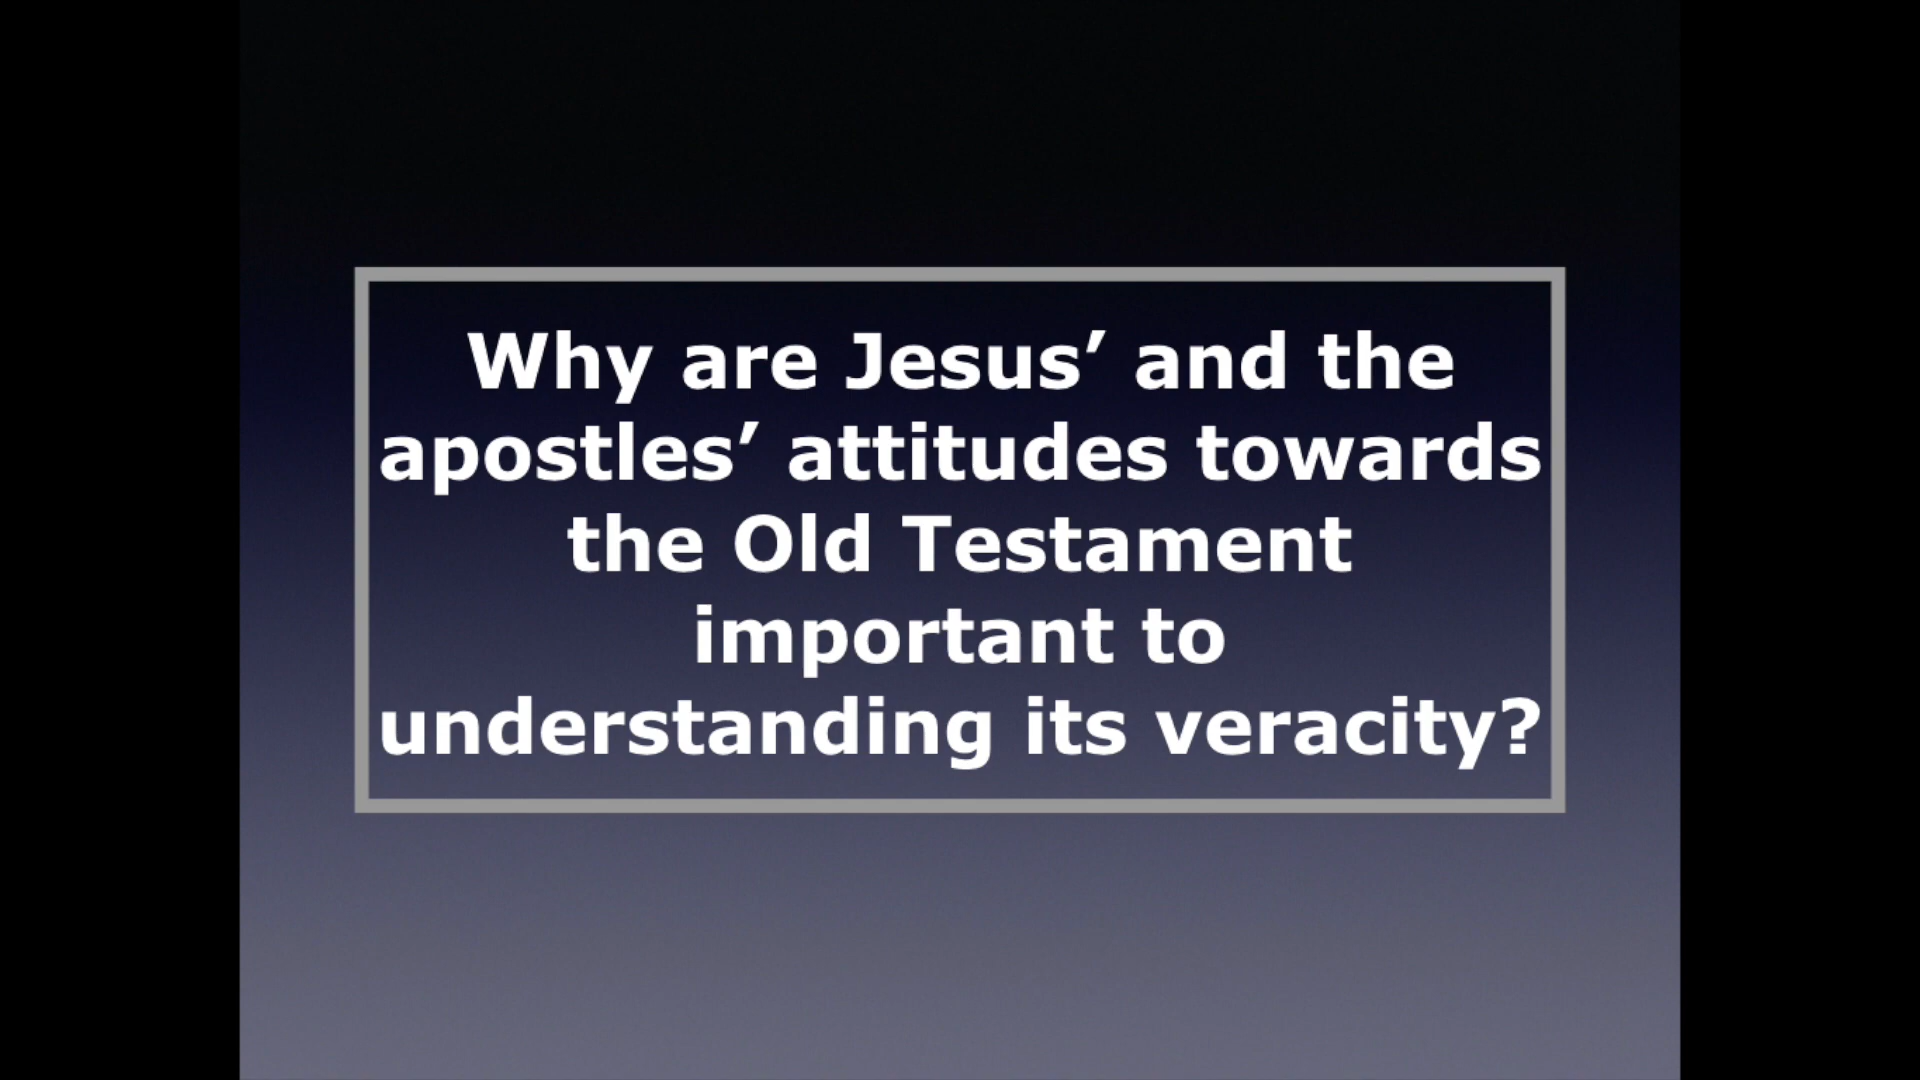 Why are Jesus’ and the
apostles’ attitudes towards
the Old Testament
important to
understanding its veracity?